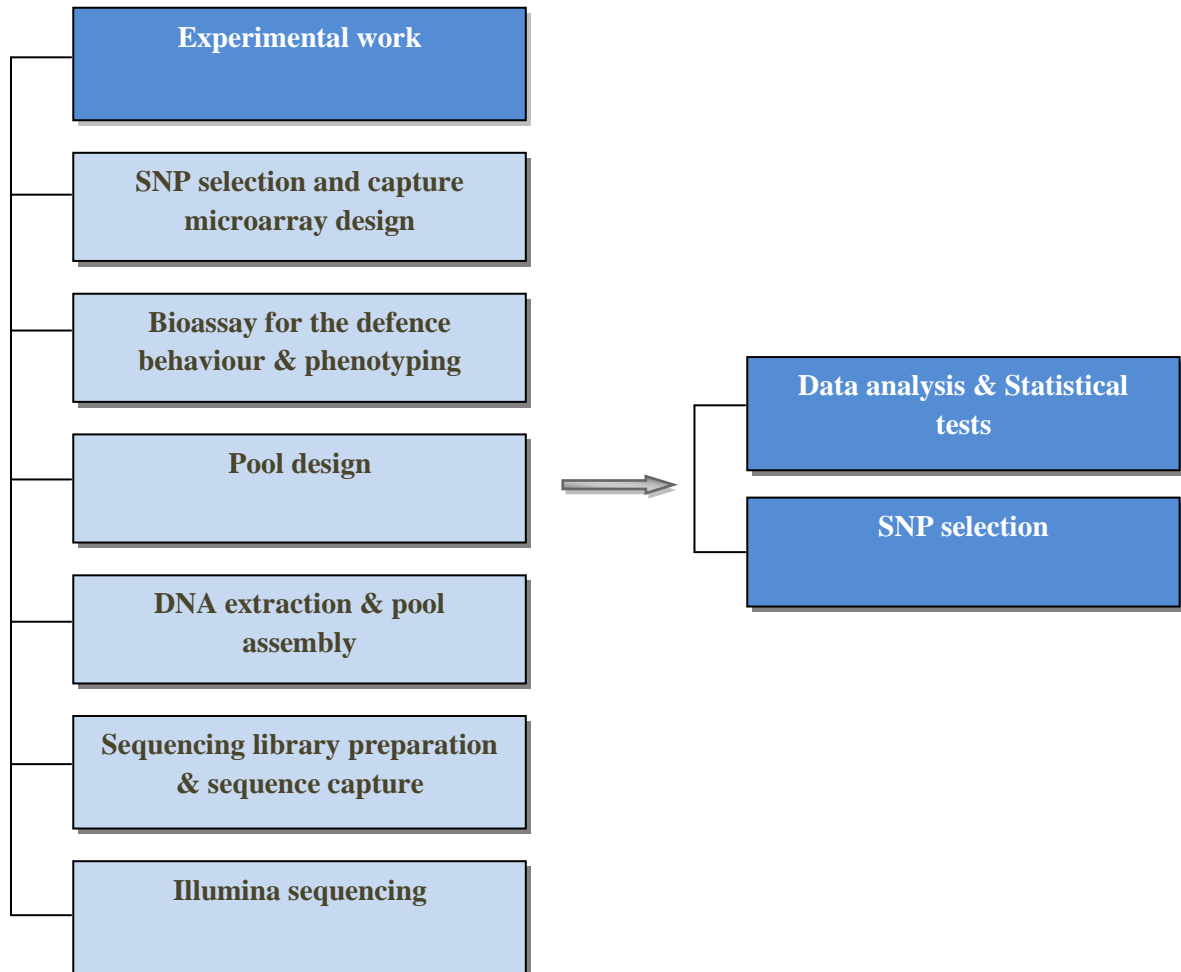 Experimental work
SNP selection and capture
microarray design
Bioassay for the defence
behaviour & phenotyping
Pool design
DNA extraction & pool
assembly
Sequencing library preparation
& sequence capture
Illumina sequencing
Data analysis & Statistical
tests
SNP selection